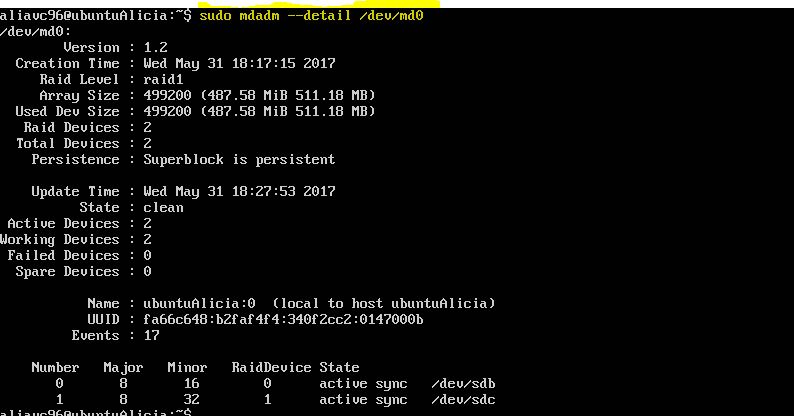 aliavc96@ubuntuAlicia:~$ sudo mdadm --detail /dev/md0
/dev/md0:
Version : 1.2
Creation Time : Wed May 31 18:17:15 2017
Raid Level : raid1
Array Size : 499200 (487.58 MiB 511.18 MB)
Used Dev Size : 499200 (487.58 MiB 511.18 MB)
Raid Devices : 2
Total Devices : 2
Persistence : Superblock is persistent
Update Time : Wed May 31 18:27:53 2017
State : clean
Active Devices : 2
Working Devices : 2
Failed Devices : 0
Spare Devices : 0
Name : ubuntuAlicia:0 (local to host ubuntuAlicia)
UUID : fa66c648:b2faf4f4:340f2cc2:0147000b
Events : 17
Number Major Minor RaidDevice State
0 8 16 0 active sync /dev/sdb
1 8 32 1 active sync /dev/sdc
aliavc96@ubuntuAlicia:~$